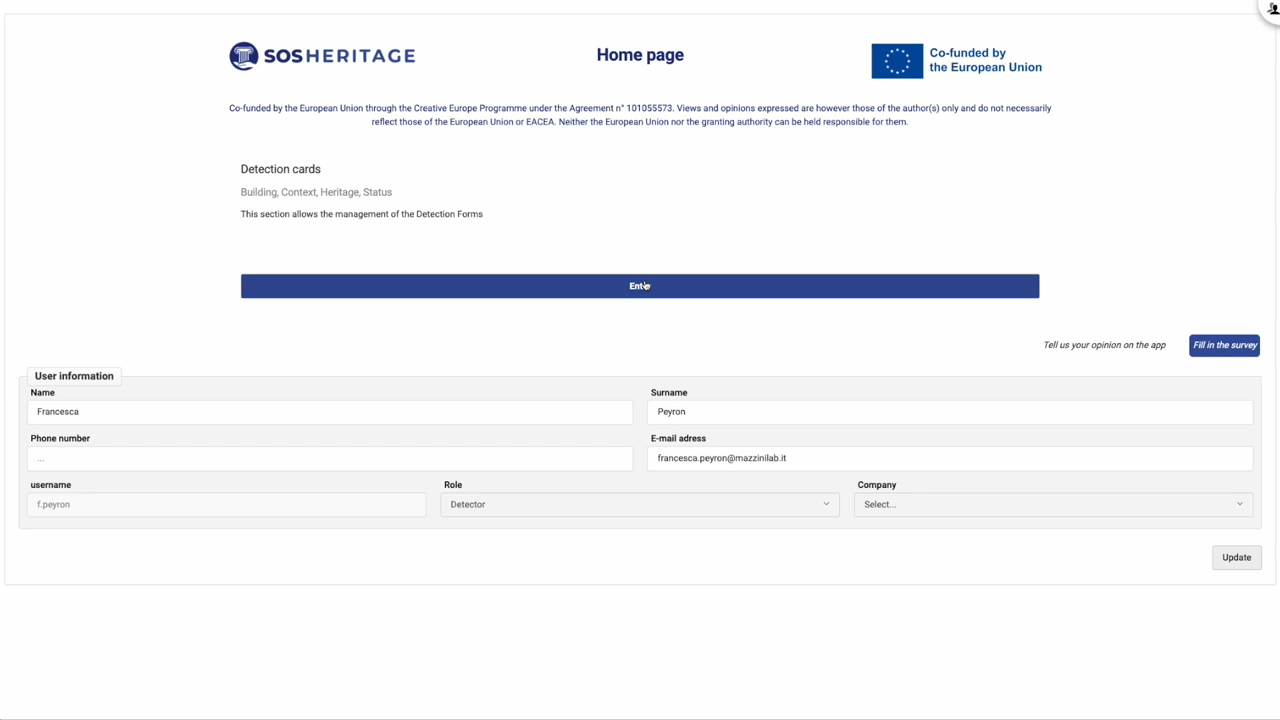 SOSHERITAGE
Home page
Co-funded by
the European Union
Co-funded by the European Union through the Creative Europe Programme under the Agreement n° 101055573. Views and opinions expressed are however those of the author(s) only and do not necessarily
reflect those of the European Union or EACEA. Neither the European Union nor the granting authority can be held responsible for them.
Detection cards
Building, Context, Heritage, Status
This section allows the management of the Detection Forms
Enter
Tell us your opinion on the app
Fill in the survey
User information
Name
Surname
Francesca
Peyron
Phone number
E-mail adress
...
francesca.peyron@mazzinilab.it
username
Role
Company
f.peyron
Detector
Select...
Update